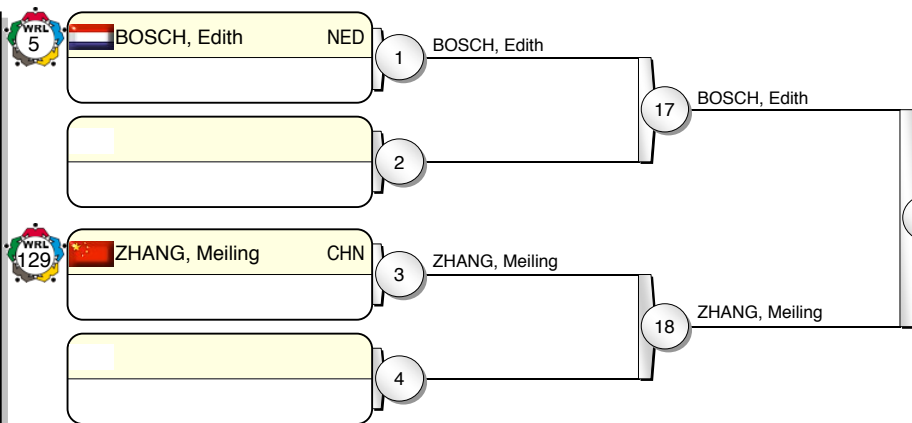 WRL
5
BOSCH, Edith NED
1
BOSCH, Edith
17
BOSCH, Edith
2
WRL
129
ZHANG, Meiling CHN
3
ZHANG, Meiling
18
ZHANG, Meiling
4